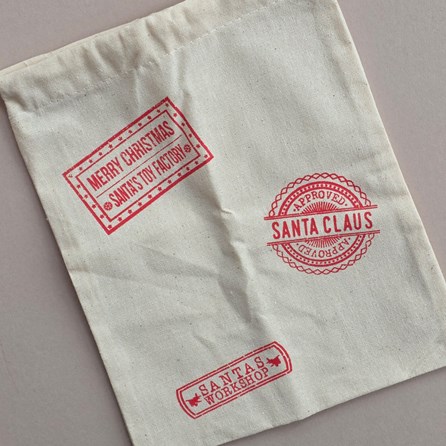 MERRY CHRISTMAS
SANTA'S TOY FACTORY
APPROVED
SANTA CLAUS
APPROVED
SANTAS
WORKSHOP